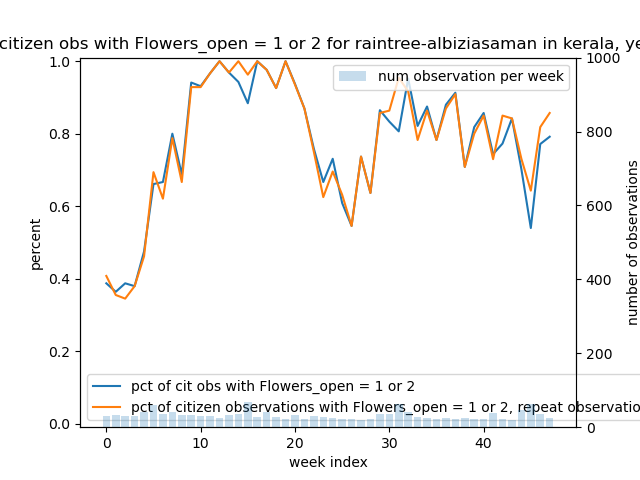 citizen obs with Flowers_open = 1 or 2 for raintree-albiziasaman in kerala, ye
num observation per week
percent
number of observations
1.0
0.8
0.6
0.4
0.2
0.0
1000
800
600
400
200
0
pct of cit obs with Flowers_open = 1 or 2
pct of citizen observations with Flowers_open = 1 or 2, repeat observatio
0
10
20
30
40
week index